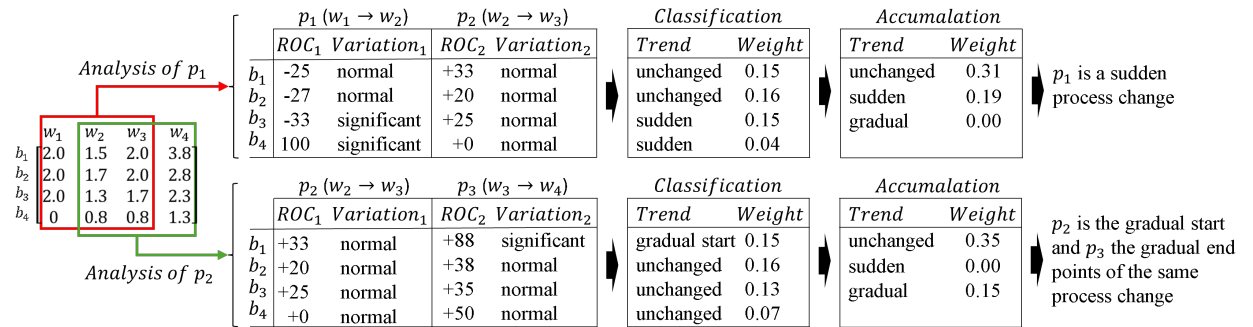 p₁ (w₁ → w₂) p₂ (w₂ → w₃) Classification Accumalation
ROC₁ Variation₁ ROC₂ Variation₂ Trend Weight Trend Weight
Analysis of p₁
b₁ -25 normal +33 normal unchanged 0.15 unchanged 0.31
b₂ -27 normal +20 normal unchanged 0.16 sudden 0.19
b₃ -33 significant +25 normal sudden 0.15 gradual 0.00
b₄ 100 significant +0 normal sudden 0.04
p₁ is a sudden
process change
w₁ w₂ w₃ w₄
b₁ 2.0 1.5 2.0 3.8
b₂ 2.0 1.7 2.0 2.8
b₃ 2.0 1.3 1.7 2.3
b₄ 0 0.8 0.8 1.3
Analysis of p₂
p₂ (w₂ → w₃) p₃ (w₃ → w₄) Classification Accumalation
ROC₁ Variation₁ ROC₂ Variation₂ Trend Weight Trend Weight
b₁ +33 normal +88 significant gradual start 0.15 unchanged 0.35
b₂ +20 normal +38 normal unchanged 0.16 sudden 0.00
b₃ +25 normal +35 normal unchanged 0.13 gradual 0.15
b₄ +0 normal +50 normal unchanged 0.07
p₂ is the gradual start
and p₃ the gradual end
points of the same
process change